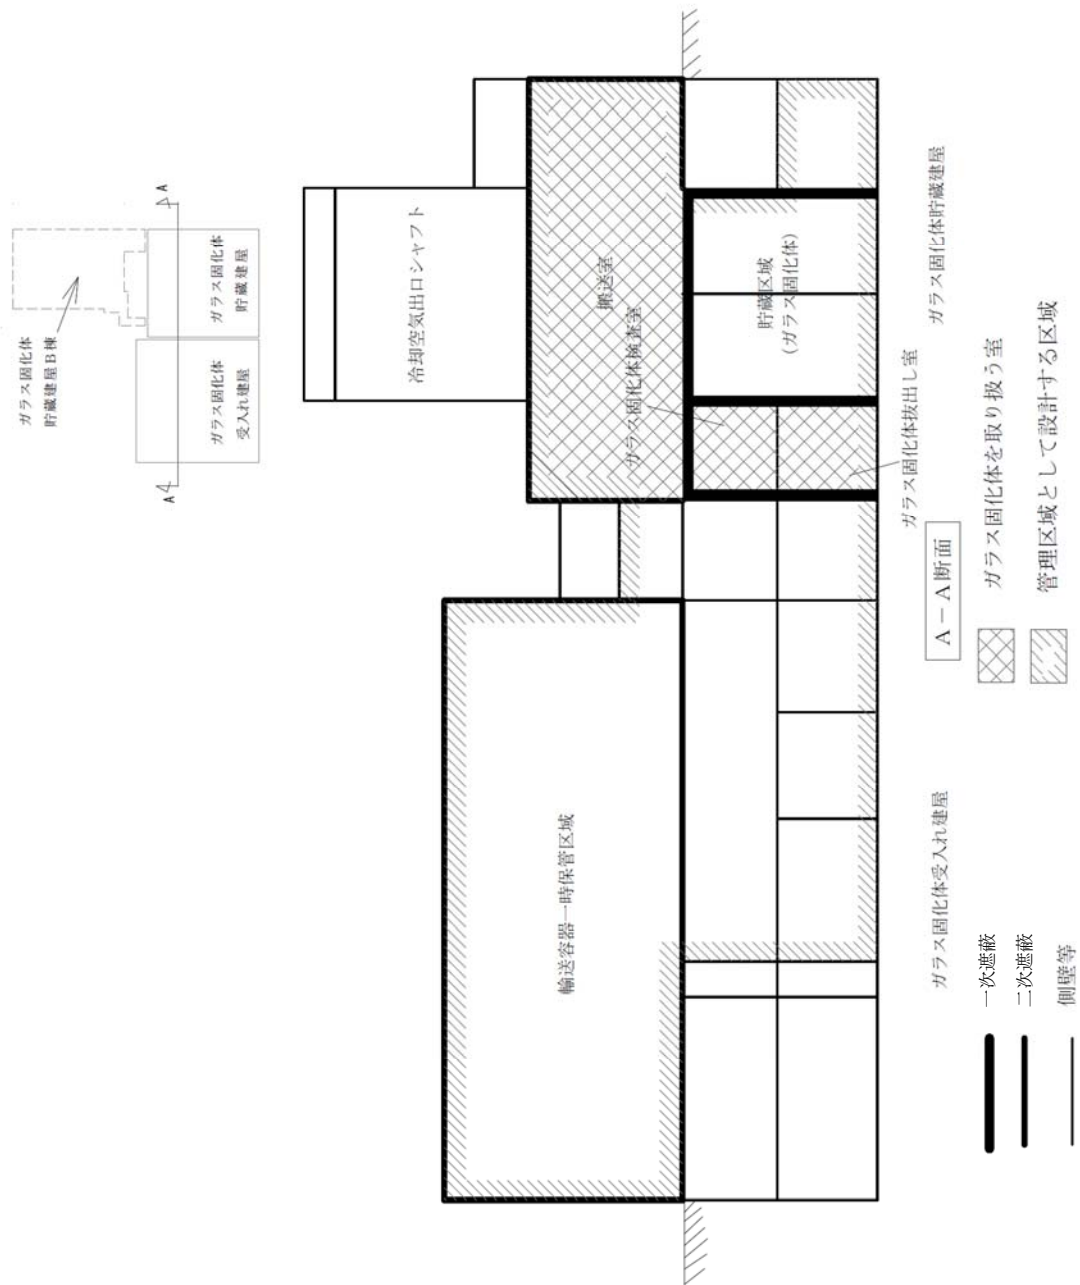 ガラス固化体
貯蔵建屋B棟
ガラス固化体
受入れ建屋
ガラス固化体
貯蔵建屋
A
A
冷却空気出口シャフト
輸送容器一時保管区域
搬送室
ガラス固化体検査室
貯蔵区域
(ガラス固化体)
ガラス固化体抜出し室
ガラス固化体受入れ建屋
ガラス固化体貯蔵建屋
A-A断面
一次遮蔽
二次遮蔽
側壁等
ガラス固化体を取り扱う室
管理区域として設計する区域